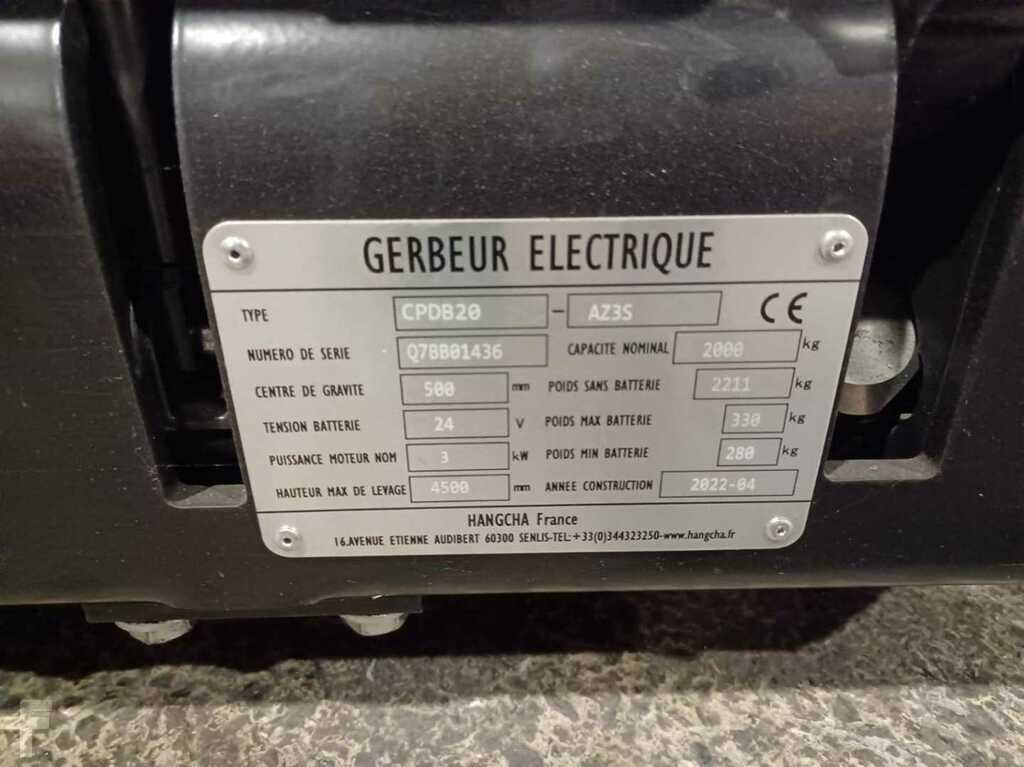 GERBEUR ELECTRIQUE
TYPE CPDB20 - AZ3S CE
NUMERO DE SERIE Q7BB01436 CAPACITE NOMINAL 2000 kg
CENTRE DE GRAVITE 500 mm POIDS SANS BATTERIE 2211 kg
TENSION BATTERIE 24 V POIDS MAX BATTERIE 330 kg
PUISSANCE MOTEUR NOM 3 kW POIDS MIN BATTERIE 280 kg
HAUTEUR MAX DE LEVAGE 4500 mm ANNEE CONSTRUCTION 2022-04
HANGCHA France
16.AVENUE ETIENNE AUDIBERT 60300 SENLIS-TEL:+33(0)344323250-www.hangcha.fr